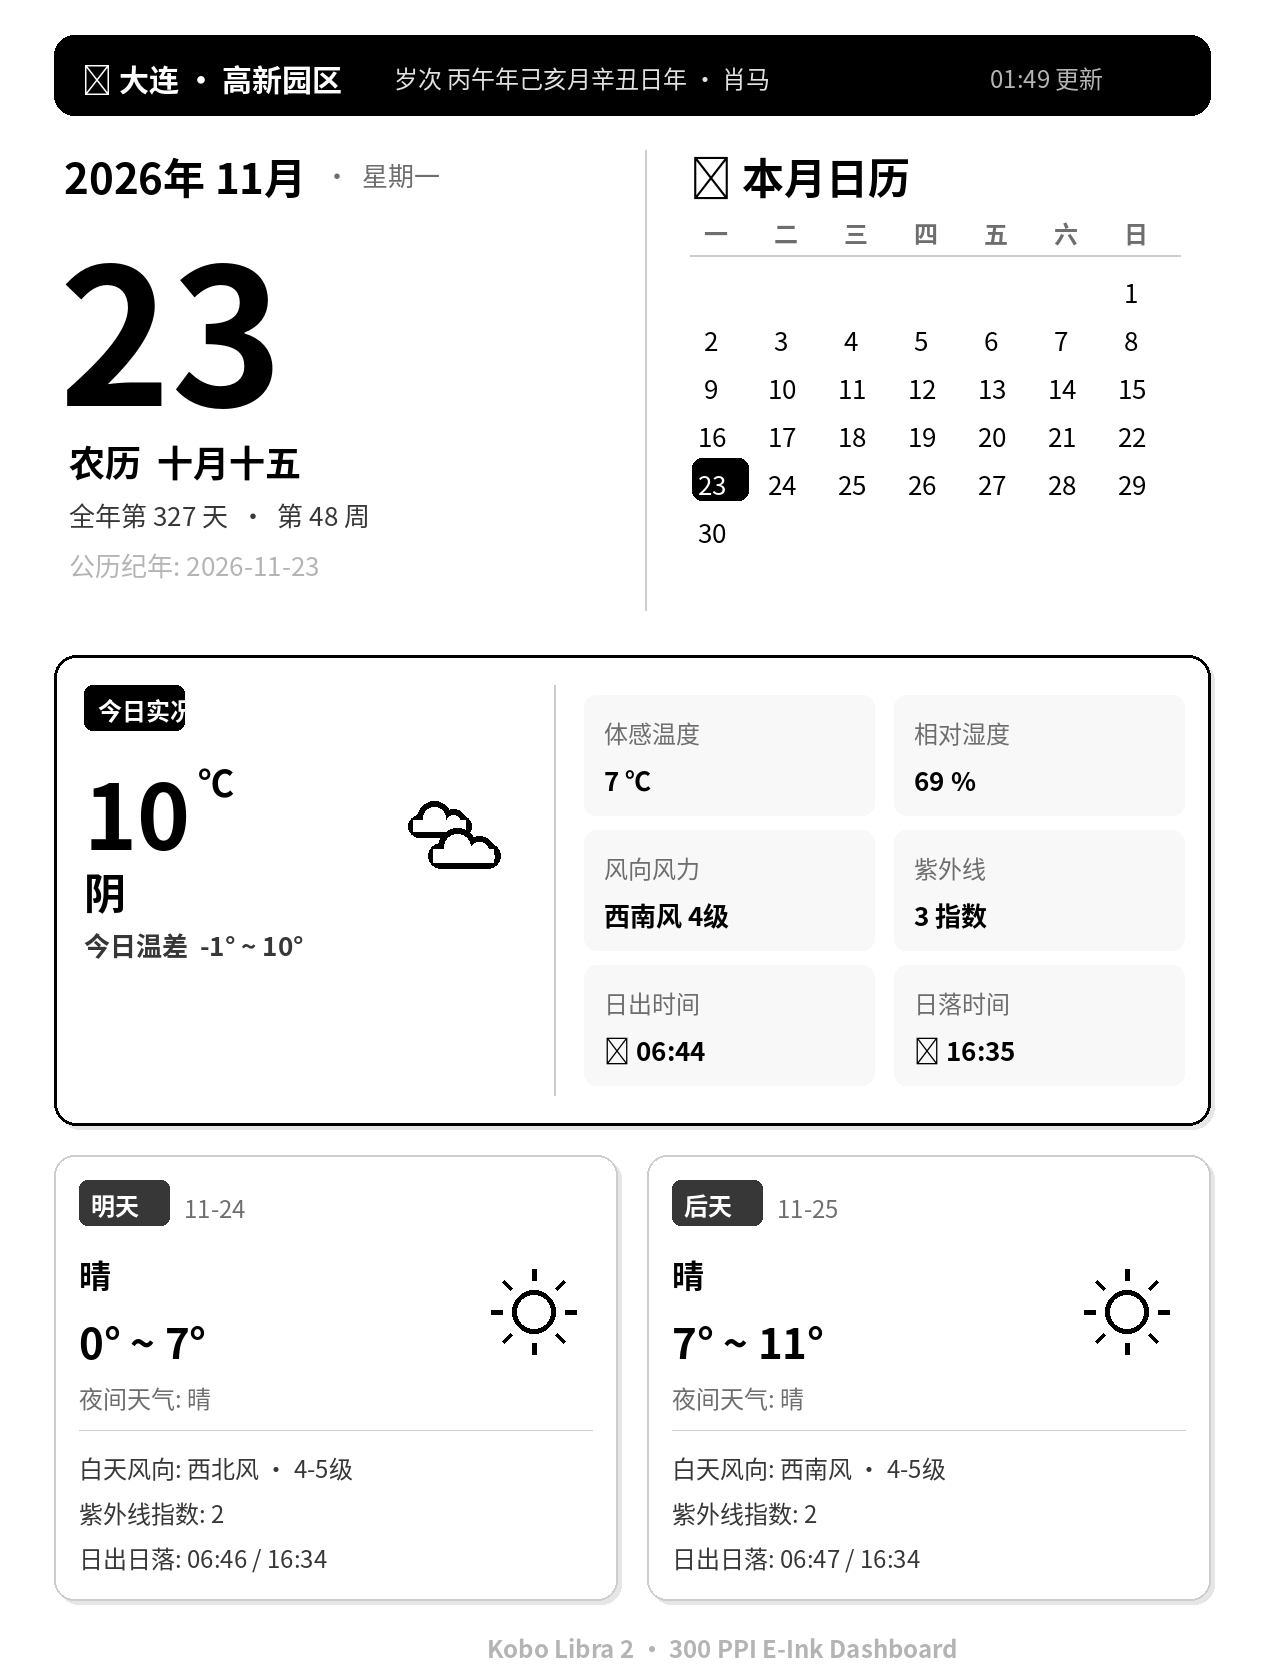 大连 · 高新园区 岁次 丙午年己亥月辛丑日年 · 肖马 01:49 更新
2026年 11月 · 星期一
23
农历 十月十五
全年第 327 天 · 第 48 周
公历纪年: 2026-11-23
本月日历
一 二 三 四 五 六 日
1
2 3 4 5 6 7 8
9 10 11 12 13 14 15
16 17 18 19 20 21 22
23 24 25 26 27 28 29
30
今日实况
10 ℃
阴
今日温差 -1° ~ 10°
体感温度
7 ℃
相对湿度
69 %
风向风力
西南风 4级
紫外线
3 指数
日出时间
06:44
日落时间
16:35
明天 11-24
晴
0° ~ 7°
夜间天气: 晴
白天风向: 西北风 · 4-5级
紫外线指数: 2
日出日落: 06:46 / 16:34
后天 11-25
晴
7° ~ 11°
夜间天气: 晴
白天风向: 西南风 · 4-5级
紫外线指数: 2
日出日落: 06:47 / 16:34
Kobo Libra 2 · 300 PPI E-Ink Dashboard